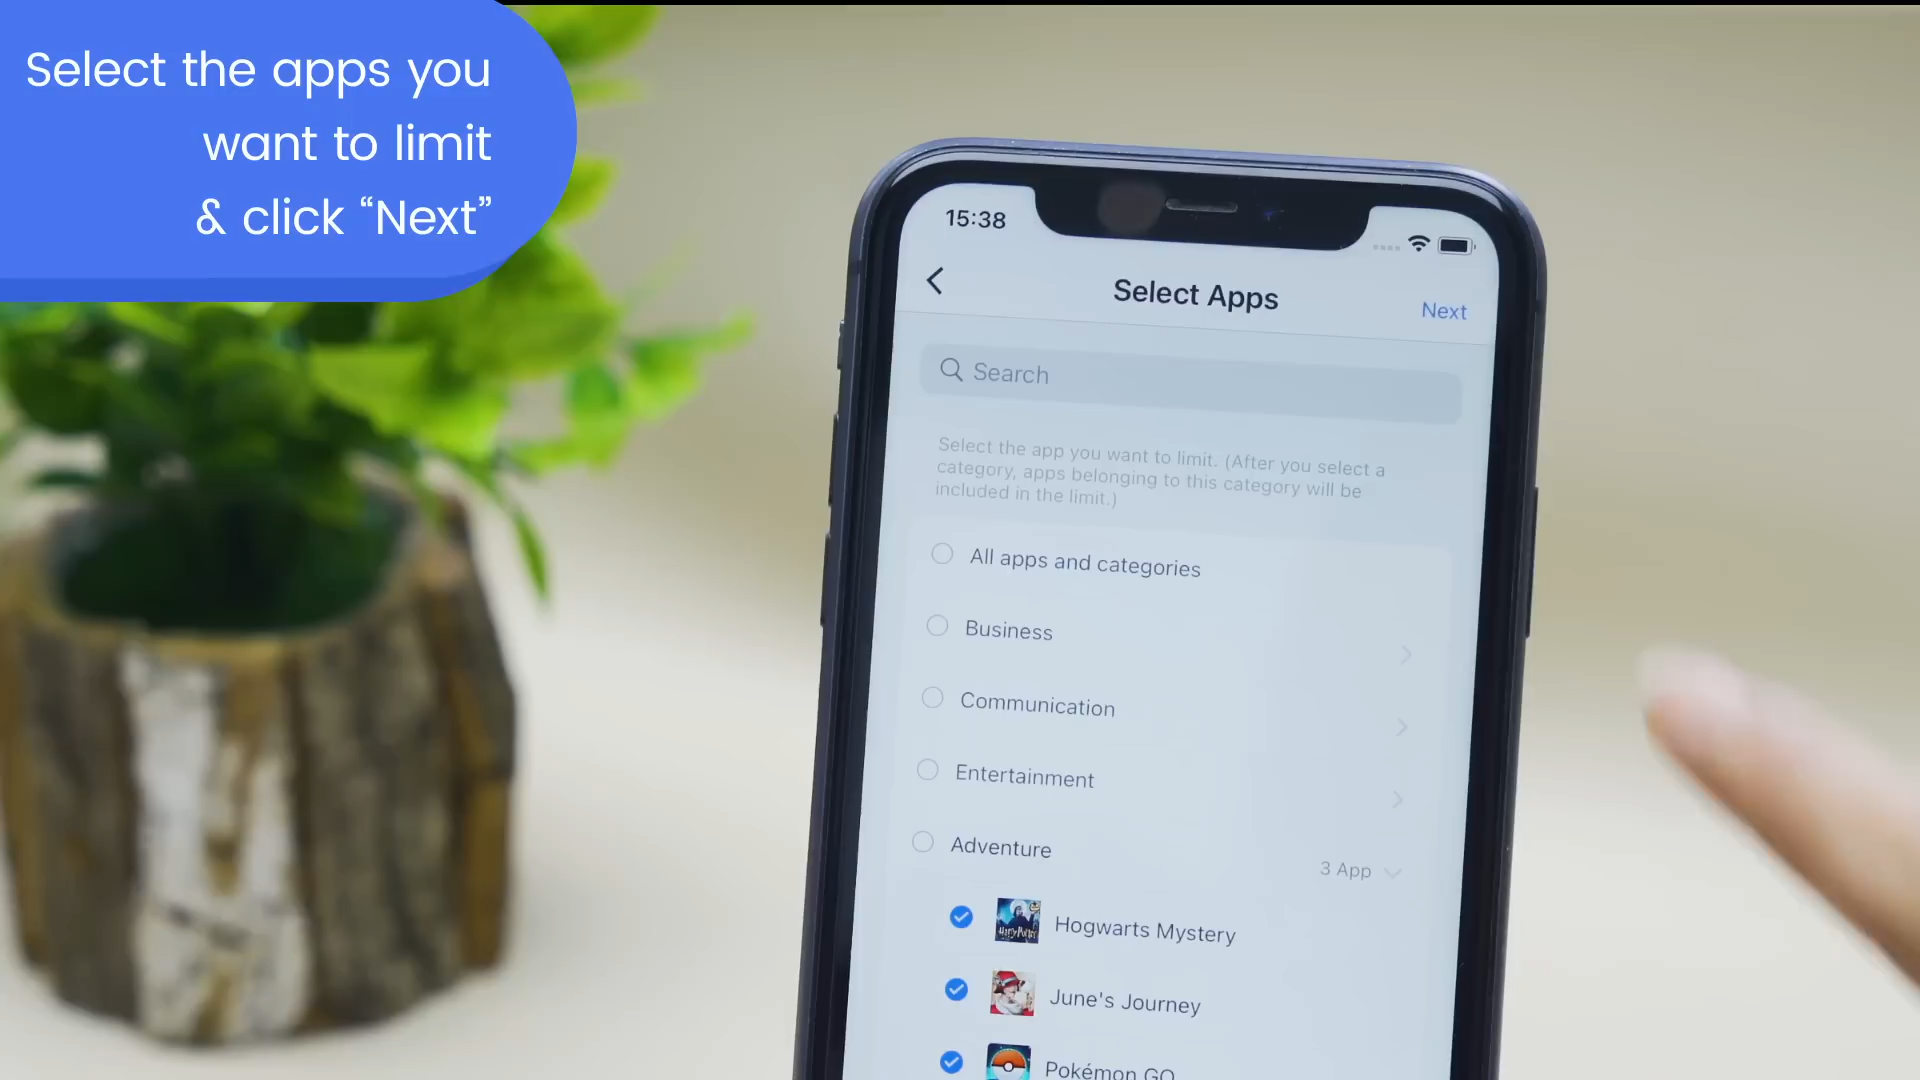 Select the apps you
want to limit
& click “Next”
15:38
Select Apps
Next
Search
Select the app you want to limit. (After you select a
category, apps belonging to this category will be
included in the limit.)
All apps and categories
Business
Communication
Entertainment
Adventure
3 App
Harry Potter
Hogwarts Mystery
June's Journey
Pokémon GO